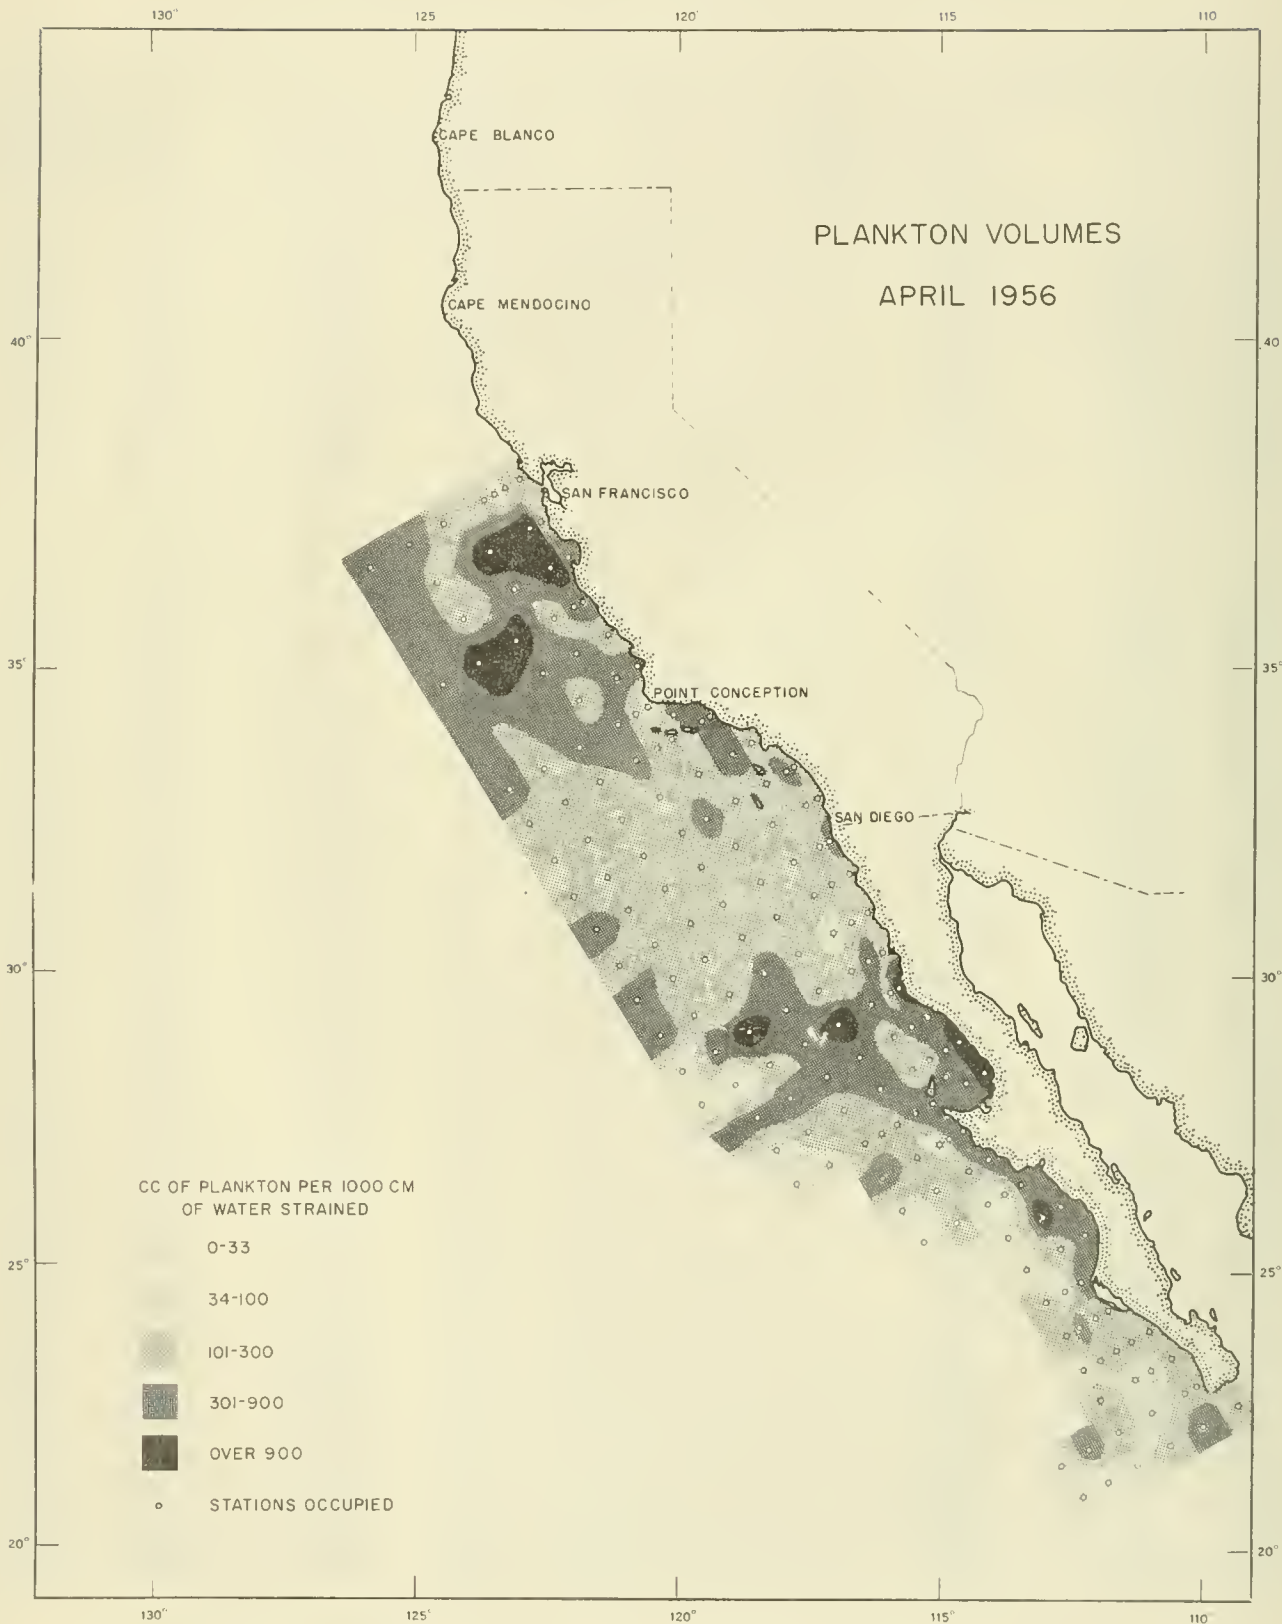 130° 125° 120° 115 110
CAPE BLANCO
PLANKTON VOLUMES
APRIL 1956
CAPE MENDOCINO
40° 40
SAN FRANCISCO
35° 35°
POINT CONCEPTION
SAN DIEGO
30° 30°
CC OF PLANKTON PER 1000 CM
OF WATER STRAINED
0-33
25° 25°
34-100
101-300
301-900
OVER 900
STATIONS OCCUPIED
20° 20°
130° 125° 120° 115° 110°